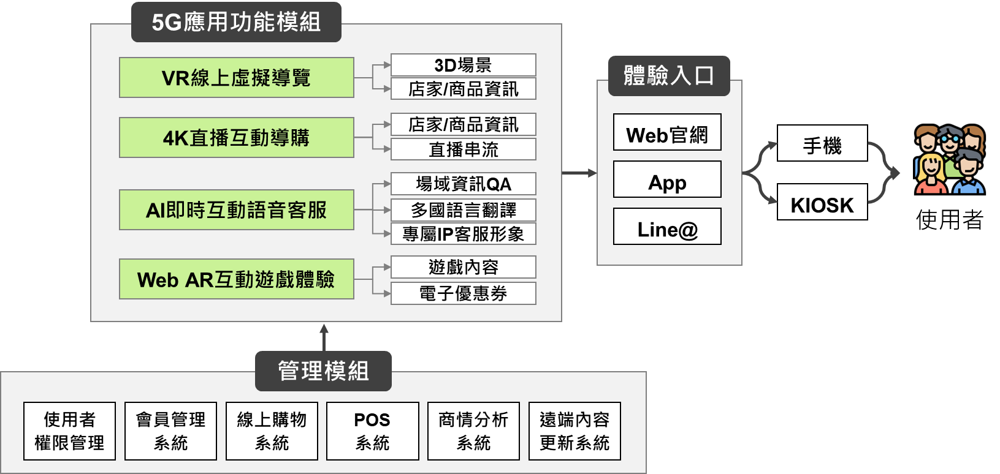 5G應用功能模組
VR線上虛擬導覽
3D場景
店家/商品資訊
4K直播互動導購
店家/商品資訊
直播串流
AI即時互動語音客服
場域資訊QA
多國語言翻譯
專屬IP客服形象
Web AR互動遊戲體驗
遊戲內容
電子優惠券
體驗入口
Web官網
App
Line@
手機
KIOSK
使用者
管理模組
使用者
權限管理
會員管理
系統
線上購物
系統
POS
系統
商情分析
系統
遠端內容
更新系統